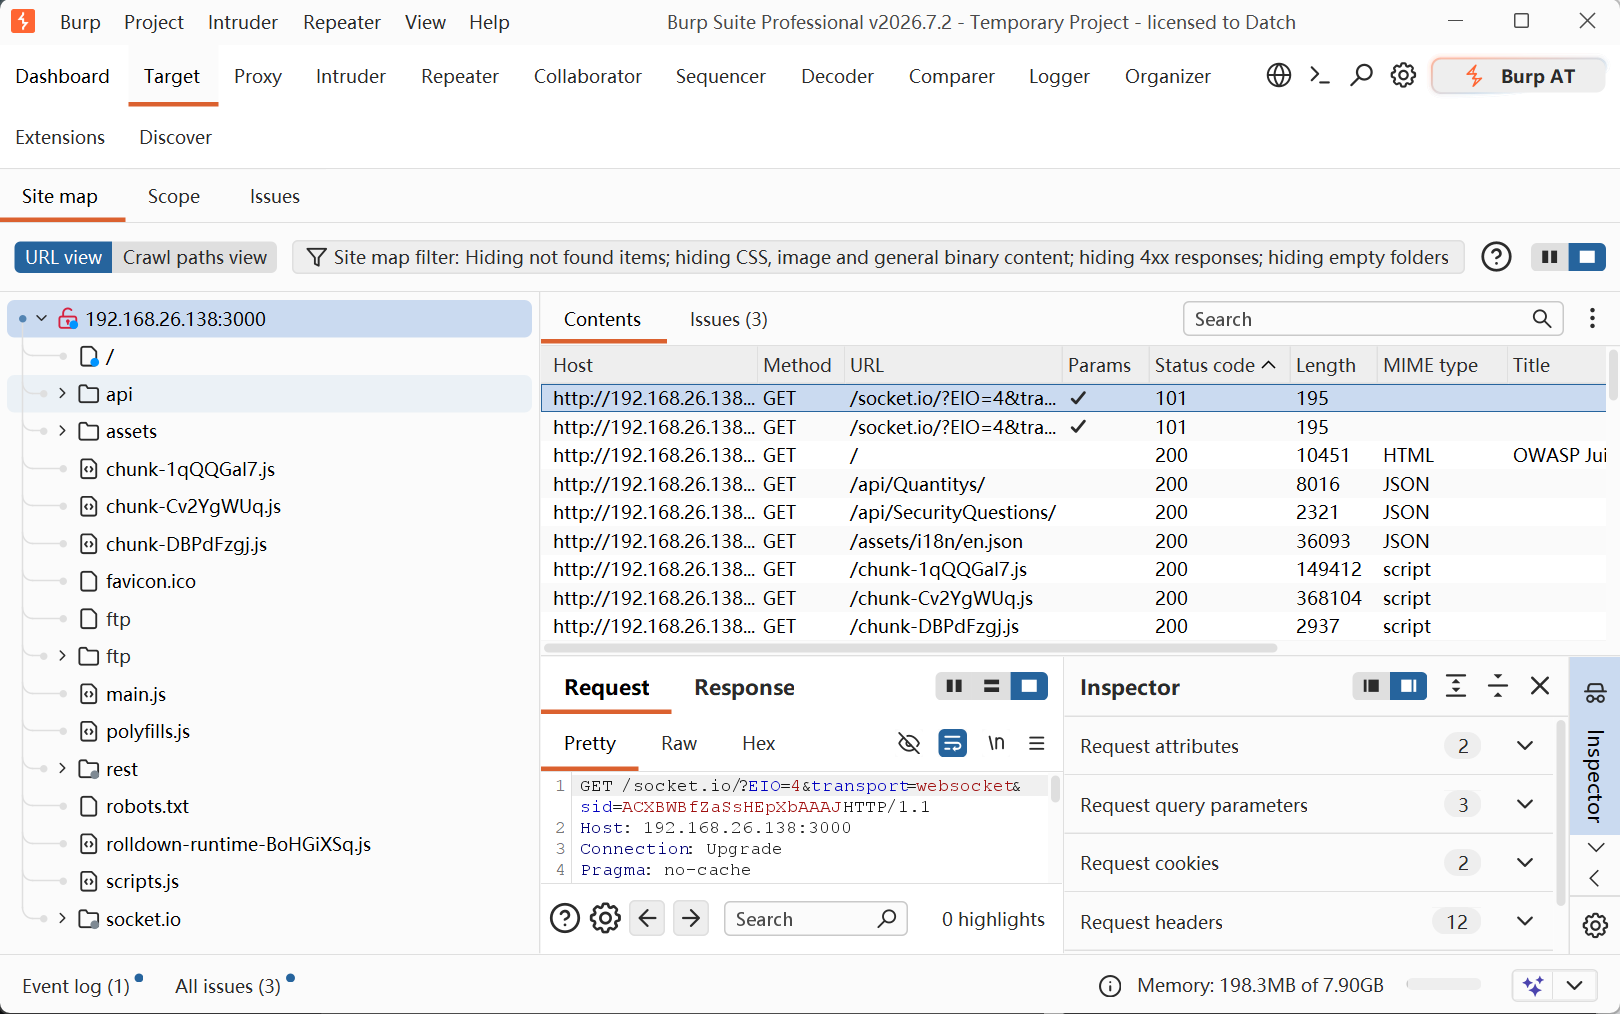 Burp Project Intruder Repeater View Help Burp Suite Professional v2026.7.2 - Temporary Project - licensed to Datch
Dashboard Target Proxy Intruder Repeater Collaborator Sequencer Decoder Comparer Logger Organizer Burp AT
Extensions Discover
Site map Scope Issues
URL view Crawl paths view Site map filter: Hiding not found items; hiding CSS, image and general binary content; hiding 4xx responses; hiding empty folders
192.168.26.138:3000
/
api
assets
chunk-1qQQGal7.js
chunk-Cv2YgWUq.js
chunk-DBPdFzgj.js
favicon.ico
ftp
ftp
main.js
polyfills.js
rest
robots.txt
rolldown-runtime-BoHGiXSq.js
scripts.js
socket.io
Contents Issues (3) Search
Host Method URL Params Status code Length MIME type Title
http://192.168.26.138... GET /socket.io/?EIO=4&tra... ✓ 101 195
http://192.168.26.138... GET /socket.io/?EIO=4&tra... ✓ 101 195
http://192.168.26.138... GET / 200 10451 HTML OWASP Jui
http://192.168.26.138... GET /api/Quantitys/ 200 8016 JSON
http://192.168.26.138... GET /api/SecurityQuestions/ 200 2321 JSON
http://192.168.26.138... GET /assets/i18n/en.json 200 36093 JSON
http://192.168.26.138... GET /chunk-1qQQGal7.js 200 149412 script
http://192.168.26.138... GET /chunk-Cv2YgWUq.js 200 368104 script
http://192.168.26.138... GET /chunk-DBPdFzgj.js 200 2937 script
Request Response
Pretty Raw Hex \n
1 GET /socket.io/?EIO=4&transport=websocket&
sid=ACXBWBfZaSsHEpXbAAAJ HTTP/1.1
2 Host: 192.168.26.138:3000
3 Connection: Upgrade
4 Pragma: no-cache
Search 0 highlights
Inspector
Request attributes 2
Request query parameters 3
Request cookies 2
Request headers 12
Inspector
Event log (1) All issues (3) Memory: 198.3MB of 7.90GB